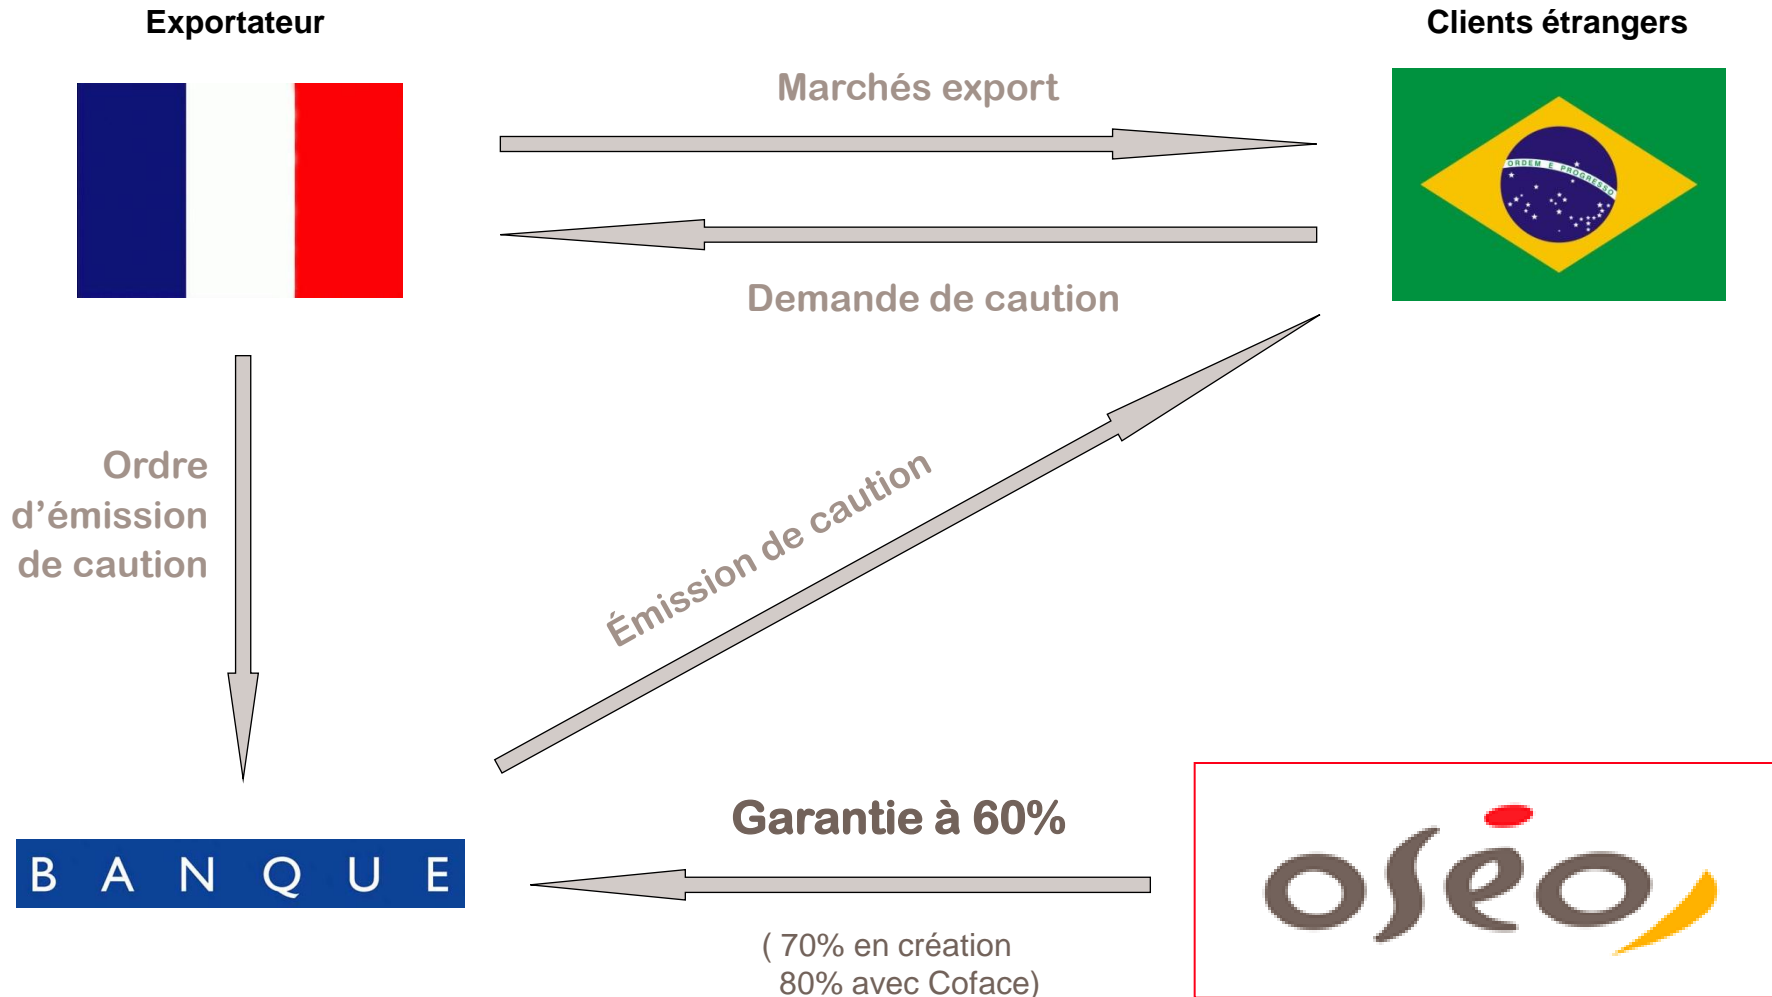 Exportateur
Clients étrangers
Marchés export
ORDEM E PROGRESSO
Demande de caution
Ordre
d’émission
de caution
Émission de caution
Garantie à 60%
BANQUE
oséo
( 70% en création
80% avec Coface)